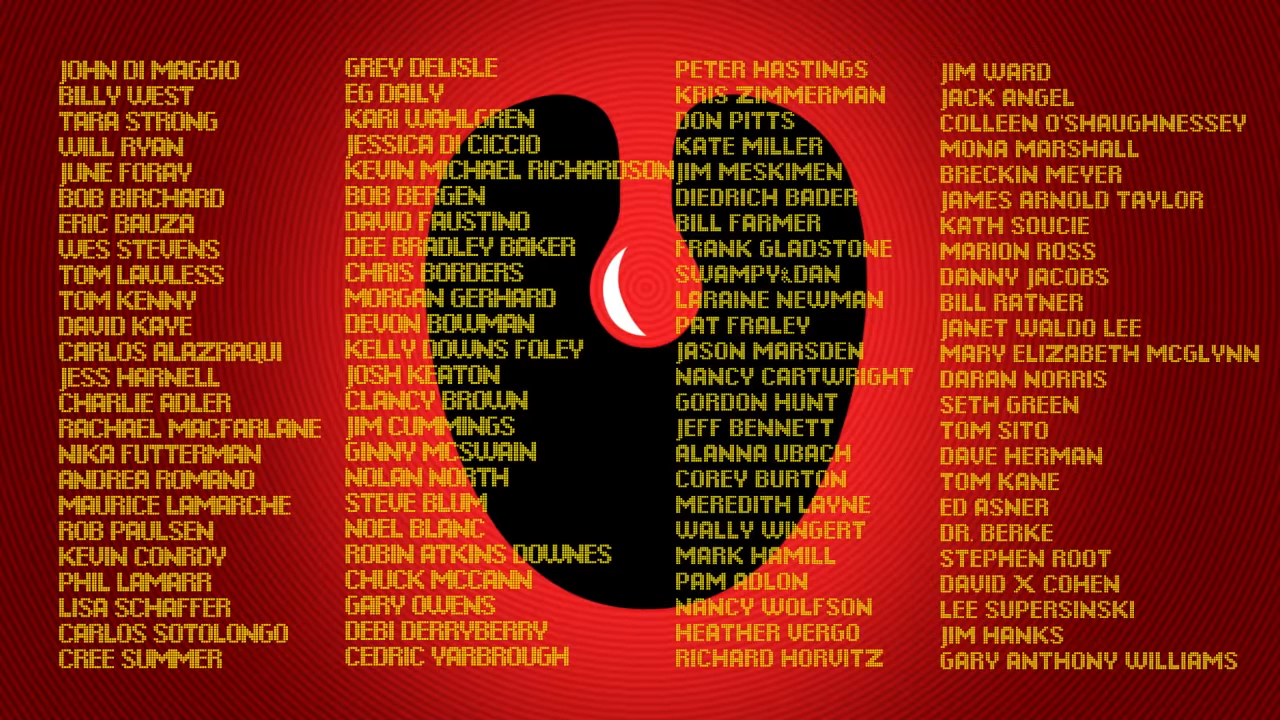 JOHN DI MAGGIO
BILLY WEST
TARA STRONG
WILL RYAN
JUNE FORAY
BOB BIRCHARD
ERIC BAUZA
WES STEVENS
TOM LAWLESS
TOM KENNY
DAVID KAYE
CARLOS ALAZRAQUI
JESS HARNELL
CHARLIE ADLER
RACHAEL MACFARLANE
NIKA FUTTERMAN
ANDREA ROMANO
MAURICE LAMARCHE
ROB PAULSEN
KEVIN CONROY
PHIL LAMARR
LISA SCHAFFER
CARLOS SOTOLONGO
CREE SUMMER
GREY DELISLE
EG DAILY
KARI WAHLGREN
JESSICA DI CICCIO
KEVIN MICHAEL RICHARDSON
BOB BERGEN
DAVID FAUSTINO
DEE BRADLEY BAKER
CHRIS BORDERS
MORGAN GERHARD
DEVON BOWMAN
KELLY DOWNS FOLEY
JOSH KEATON
CLANCY BROWN
JIM CUMMINGS
GINNY MCSWAIN
NOLAN NORTH
STEVE BLUM
NOEL BLANC
ROBIN ATKINS DOWNES
CHUCK MCCANN
GARY OWENS
DEBI DERRYBERRY
CEDRIC YARBROUGH
PETER HASTINGS
KRIS ZIMMERMAN
DON PITTS
KATE MILLER
JIM MESKIMEN
DIEDRICH BADER
BILL FARMER
FRANK GLADSTONE
SWAMPY&DAN
LARAINE NEWMAN
PAT FRALEY
JASON MARSDEN
NANCY CARTWRIGHT
GORDON HUNT
JEFF BENNETT
ALANNA UBACH
COREY BURTON
MEREDITH LAYNE
WALLY WINGERT
MARK HAMILL
PAM ADLON
NANCY WOLFSON
HEATHER VERGO
RICHARD HORVITZ
JIM WARD
JACK ANGEL
COLLEEN O'SHAUGHNESSEY
MONA MARSHALL
BRECKIN MEYER
JAMES ARNOLD TAYLOR
KATH SOUCIE
MARION ROSS
DANNY JACOBS
BILL RATNER
JANET WALDO LEE
MARY ELIZABETH MCGLYNN
DARAN NORRIS
SETH GREEN
TOM SITO
DAVE HERMAN
TOM KANE
ED ASNER
DR. BERKE
STEPHEN ROOT
DAVID X COHEN
LEE SUPERSINSKI
JIM HANKS
GARY ANTHONY WILLIAMS